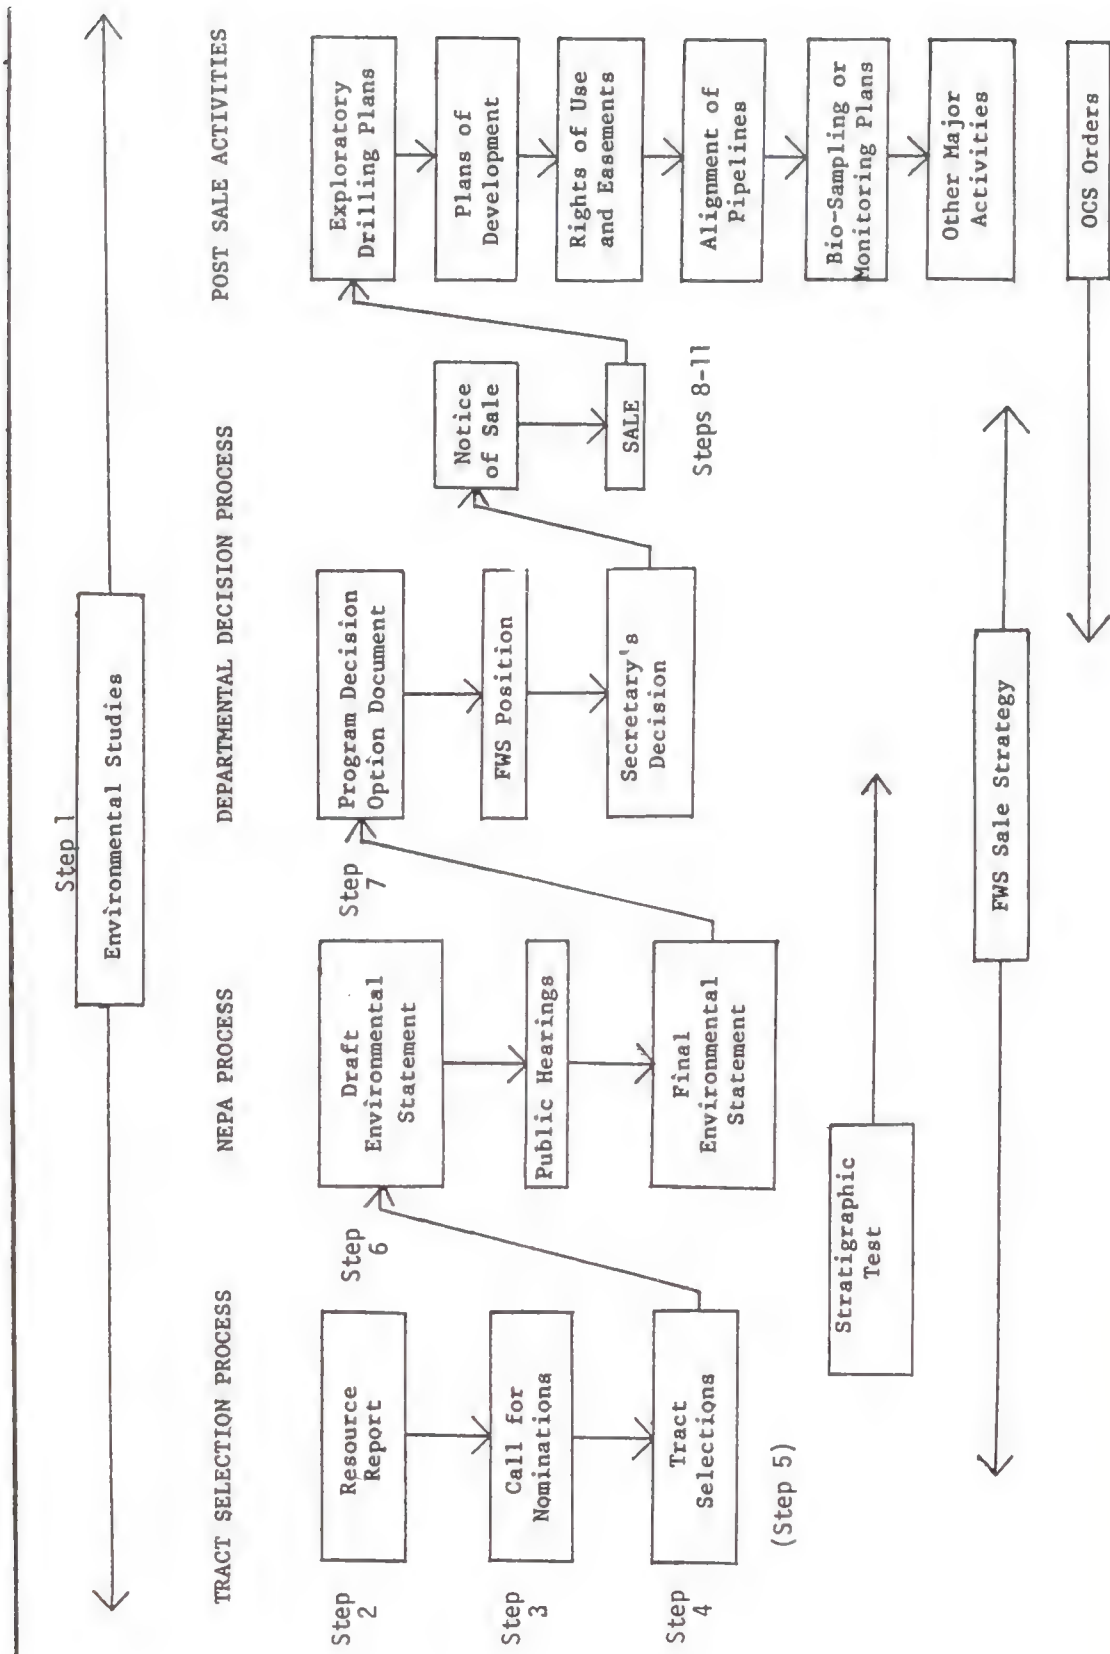 Step 1
Environmental Studies
TRACT SELECTION PROCESS
Step
2
Resource
Report
Step
3
Call for
Nominations
Step
4
Tract
Selections
(Step 5)
NEPA PROCESS
Step
6
Draft
Environmental
Statement
Public Hearings
Final
Environmental
Statement
DEPARTMENTAL DECISION PROCESS
Step
7
Program Decision
Option Document
FWS Position
Secretary's
Decision
Notice
of Sale
SALE
Steps 8-11
POST SALE ACTIVITIES
Exploratory
Drilling Plans
Plans of
Development
Rights of Use
and Easements
Alignment of
Pipelines
Bio-Sampling or
Monitoring Plans
Other Major
Activities
Stratigraphic
Test
FWS Sale Strategy
OCS Orders